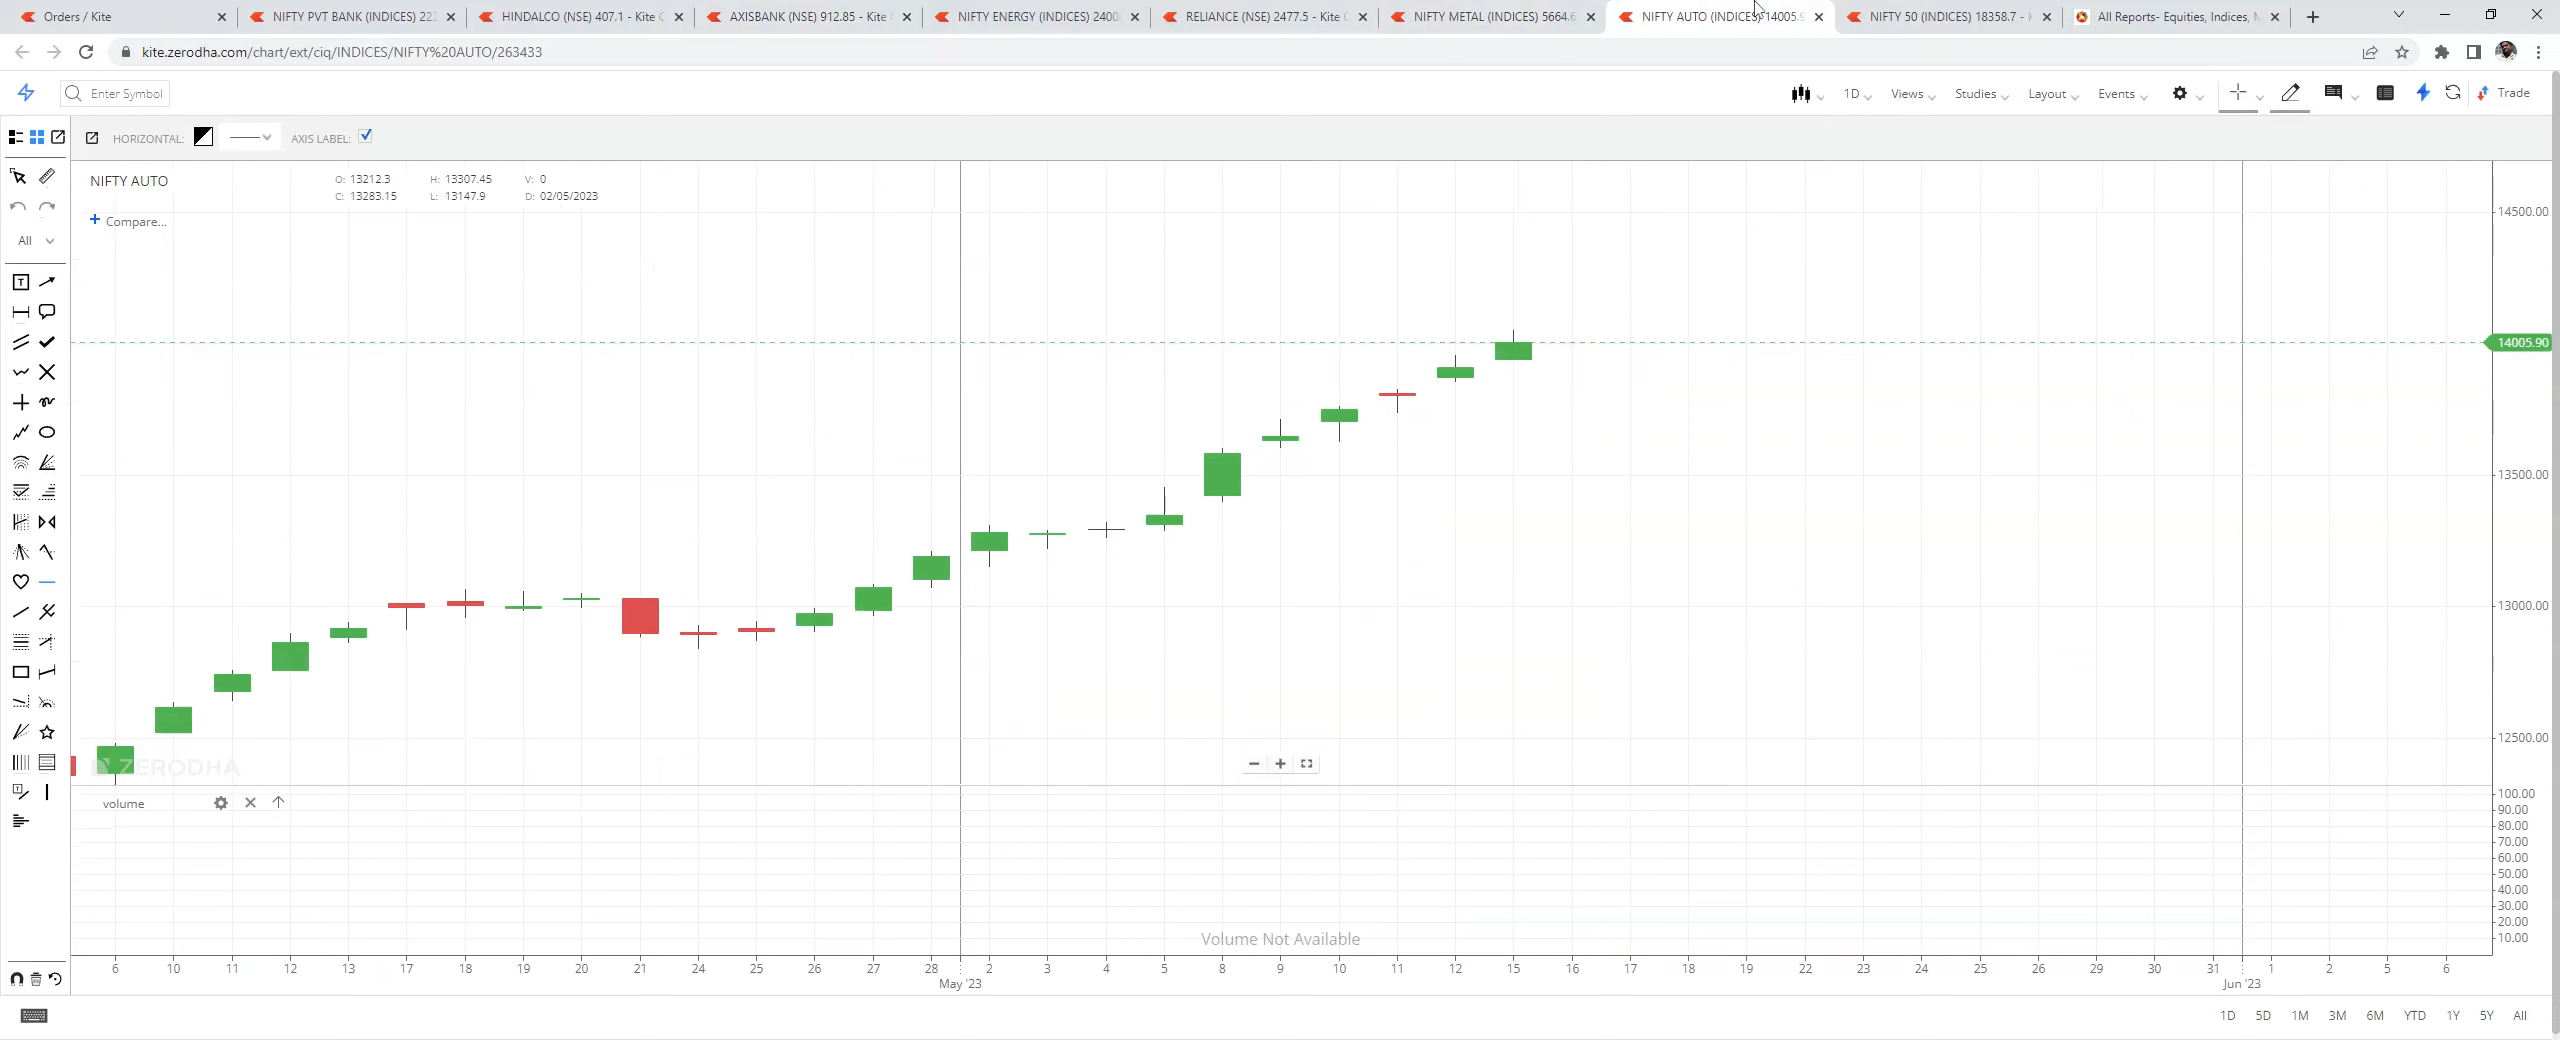 Orders / Kite
NIFTY PVT BANK (INDICES) 222
HINDALCO (NSE) 407.1 - Kite C
AXISBANK (NSE) 912.85 - Kite
NIFTY ENERGY (INDICES) 2400
RELIANCE (NSE) 2477.5 - Kite C
NIFTY METAL (INDICES) 5664.6
NIFTY AUTO (INDICES) 14005.9
NIFTY 50 (INDICES) 18358.7 -
All Reports- Equities, Indices,
kite.zerodha.com/chart/ext/ciq/INDICES/NIFTY%20AUTO/263433
Enter Symbol
1D
Views
Studies
Layout
Events
Trade
HORIZONTAL:
AXIS LABEL:
NIFTY AUTO
O: 13212.3 H: 13307.45 V: 0
C: 13283.15 L: 13147.9 D: 02/05/2023
Compare...
All
14500.00
14005.90
13500.00
13000.00
12500.00
ZERODHA
volume
100.00
90.00
80.00
70.00
60.00
50.00
40.00
30.00
20.00
10.00
Volume Not Available
6 10 11 12 13 17 18 19 20 21 24 25 26 27 28 2 3 4 5 8 9 10 11 12 15 16 17 18 19 22 23 24 25 26 29 30 31 1 2 5 6
May '23 Jun '23
1D 5D 1M 3M 6M YTD 1Y 5Y All